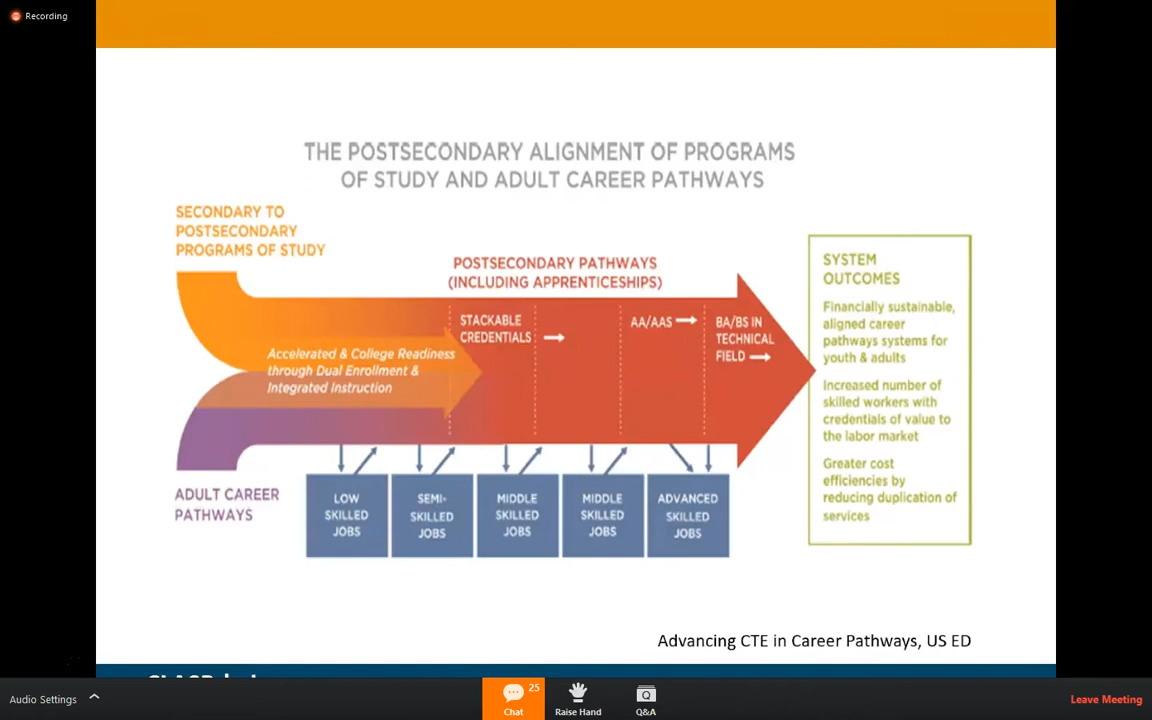 Recording
THE POSTSECONDARY ALIGNMENT OF PROGRAMS
OF STUDY AND ADULT CAREER PATHWAYS
SECONDARY TO
POSTSECONDARY
PROGRAMS OF STUDY
POSTSECONDARY PATHWAYS
(INCLUDING APPRENTICESHIPS)
STACKABLE
CREDENTIALS
AA/AAS
BA/BS IN
TECHNICAL
FIELD
Accelerated & College Readiness
through Dual Enrollment &
Integrated Instruction
ADULT CAREER
PATHWAYS
LOW
SKILLED
JOBS
SEMI-
SKILLED
JOBS
MIDDLE
SKILLED
JOBS
MIDDLE
SKILLED
JOBS
ADVANCED
SKILLED
JOBS
SYSTEM
OUTCOMES
Financially sustainable,
aligned career
pathways systems for
youth & adults
Increased number of
skilled workers with
credentials of value to
the labor market
Greater cost
efficiencies by
reducing duplication of
services
Advancing CTE in Career Pathways, US ED
Audio Settings
25
Chat
Raise Hand
Q
Q&A
Leave Meeting